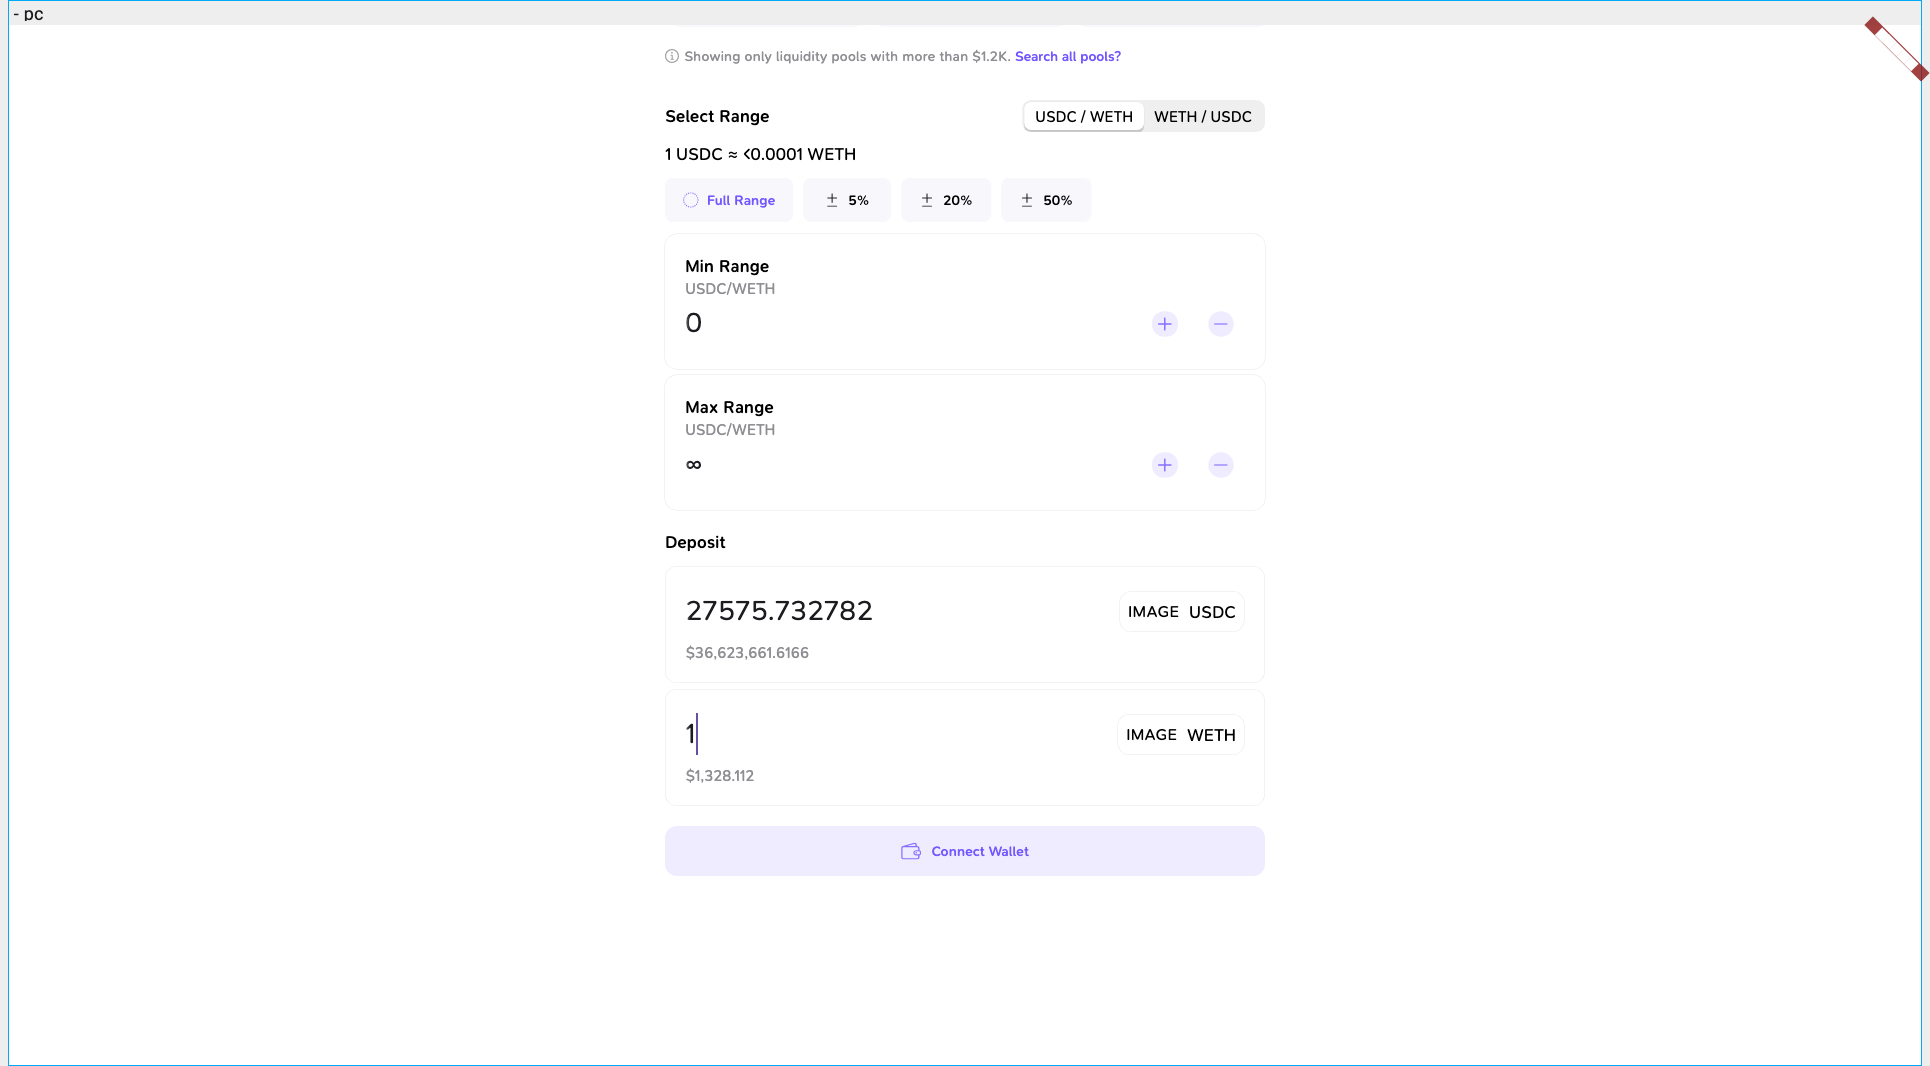 - pc
Showing only liquidity pools with more than $1.2K. Search all pools?
Select Range
USDC / WETH WETH / USDC
1 USDC ≈ <0.0001 WETH
Full Range ± 5% ± 20% ± 50%
Min Range
USDC/WETH
0
Max Range
USDC/WETH
∞
Deposit
27575.732782 IMAGE USDC
$36,623,661.6166
1 IMAGE WETH
$1,328.112
Connect Wallet